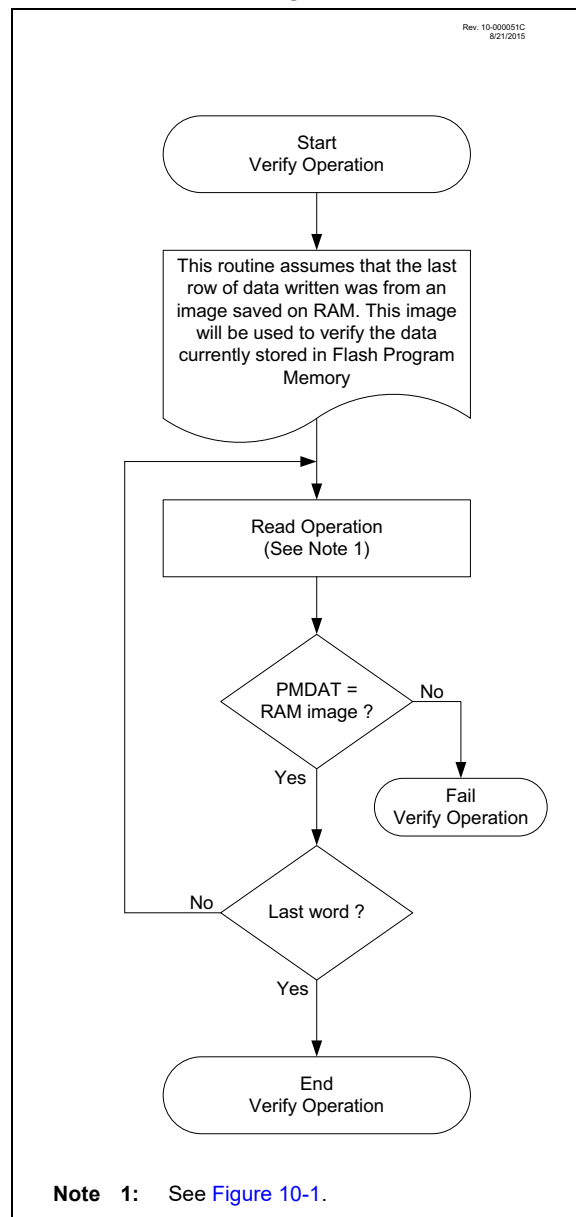 Rev. 10-000051C
8/21/2015
Start
Verify Operation
This routine assumes that the last
row of data written was from an
image saved on RAM. This image
will be used to verify the data
currently stored in Flash Program
Memory
Read Operation
(See Note 1)
PMDAT =
RAM image ?
No
Yes
Fail
Verify Operation
No
Last word ?
Yes
End
Verify Operation
Note 1: See Figure 10-1.